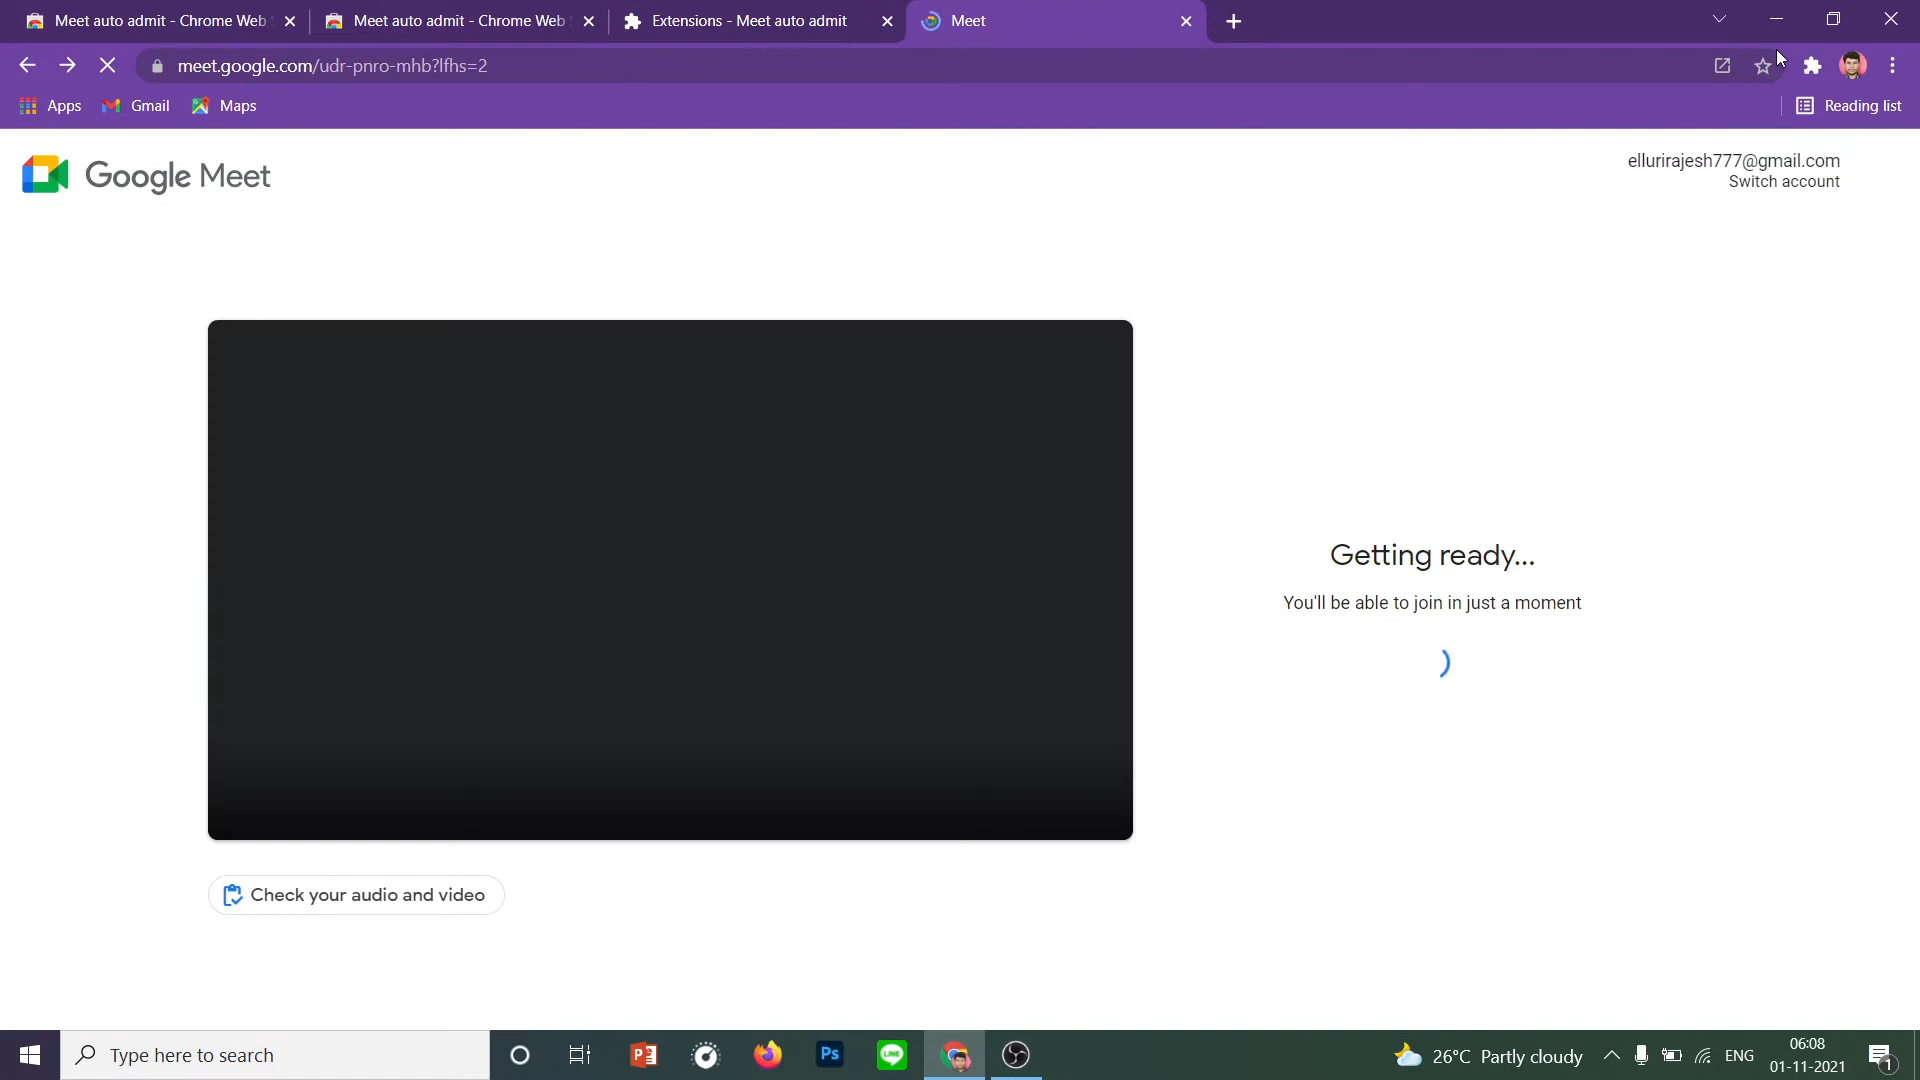 Meet auto admit - Chrome Web
Meet auto admit - Chrome Web
Extensions - Meet auto admit
Meet
meet.google.com/udr-pnro-mhb?lfhs=2
Apps
Gmail
Maps
Reading list
Google Meet
ellurirajesh777@gmail.com
Switch account
Getting ready...
You'll be able to join in just a moment
Check your audio and video
Type here to search
Ps
LINE
26°C Partly cloudy
ENG
06:08
01-11-2021
1